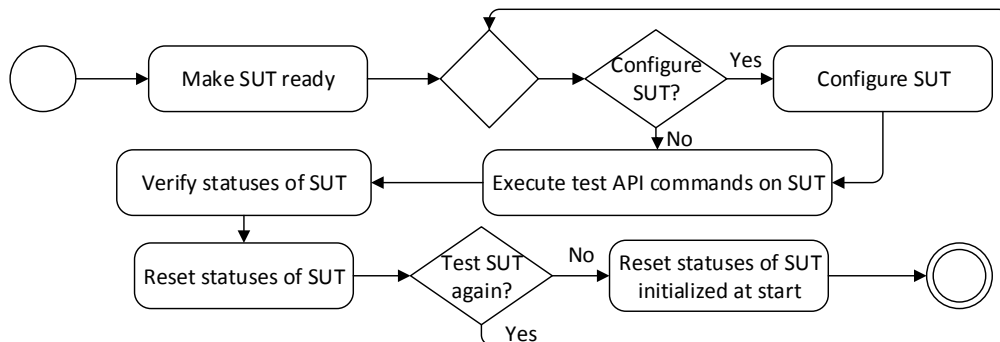 Make SUT ready
Configure
SUT?
Yes
Configure SUT
No
Verify statuses of SUT
Execute test API commands on SUT
Reset statuses of SUT
Test SUT
again?
No
Reset statuses of SUT
initialized at start
Yes